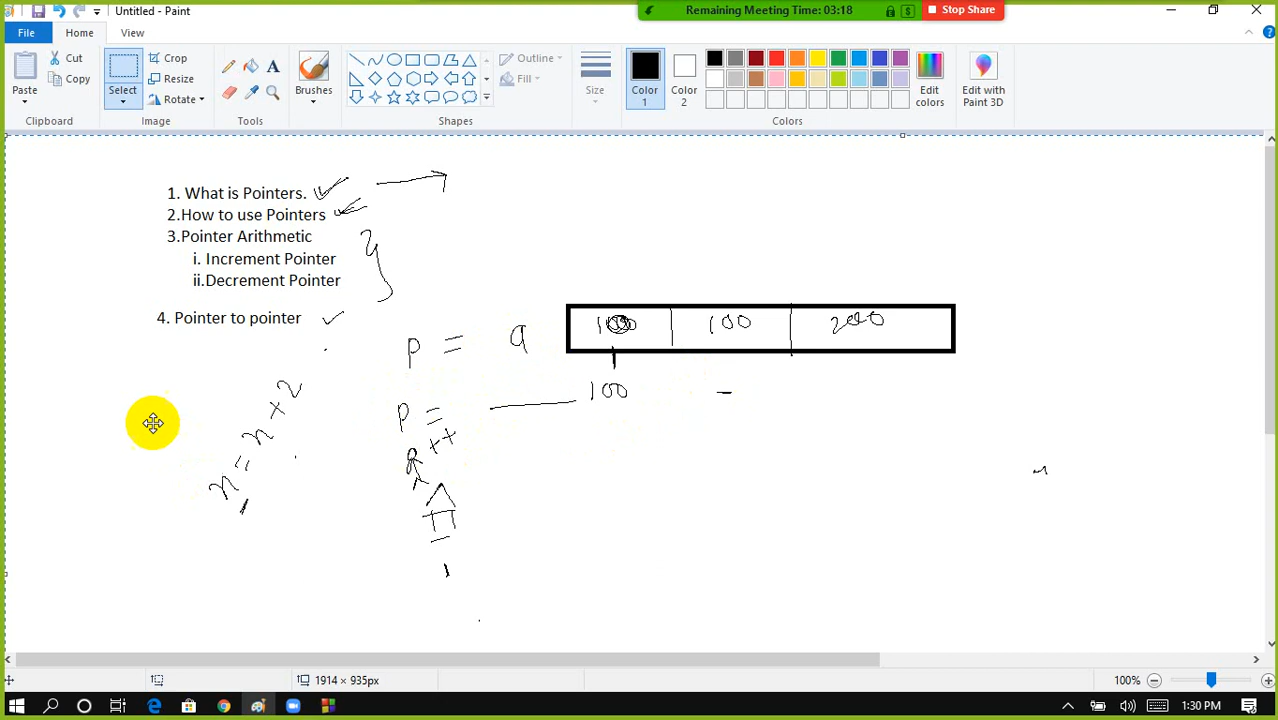 Untitled - Paint
Remaining Meeting Time: 03:18
Stop Share
File Home View
Paste
Cut
Copy
Clipboard
Select
Crop
Resize
Rotate
Image
Tools
Brushes
Outline
Fill
Shapes
Size
Color 1
Color 2
Edit colors
Edit with Paint 3D
Colors
1. What is Pointers.
2.How to use Pointers
3.Pointer Arithmetic
i. Increment Pointer
ii.Decrement Pointer
4. Pointer to pointer
p = a
100 200
p = 100
++
n = n + 2
1914 × 935px
100%
1:30 PM